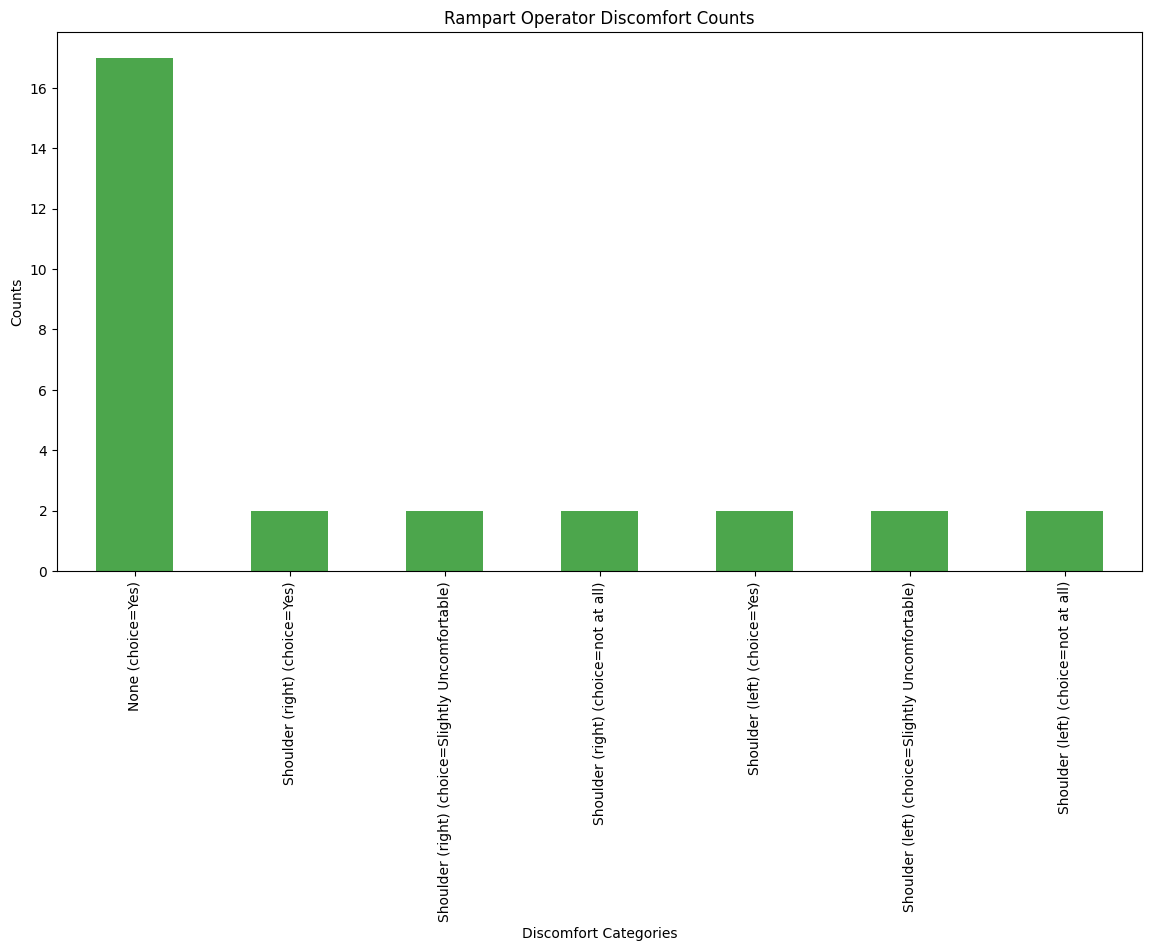 Rampart Operator Discomfort Counts
Counts
16
14
12
10
8
6
4
2
0
None (choice=Yes)
Shoulder (right) (choice=Yes)
Shoulder (right) (choice=Slightly Uncomfortable)
Shoulder (right) (choice=not at all)
Shoulder (left) (choice=Yes)
Shoulder (left) (choice=Slightly Uncomfortable)
Shoulder (left) (choice=not at all)
Discomfort Categories